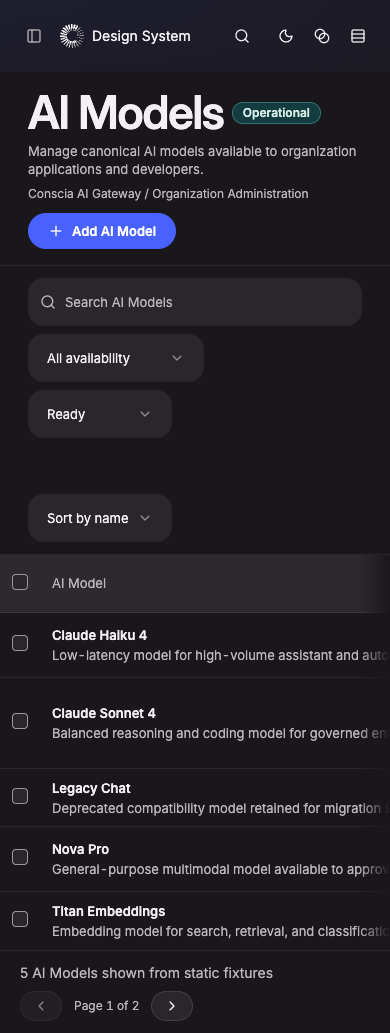 Design System
AI Models
Operational
Manage canonical AI models available to organization
applications and developers.
Conscia AI Gateway / Organization Administration
Add AI Model
Search AI Models
All availability
Ready
Sort by name
AI Model
Claude Haiku 4
Low-latency model for high-volume assistant and auto
Claude Sonnet 4
Balanced reasoning and coding model for governed en
Legacy Chat
Deprecated compatibility model retained for migration
Nova Pro
General-purpose multimodal model available to approv
Titan Embeddings
Embedding model for search, retrieval, and classificatio
5 AI Models shown from static fixtures
Page 1 of 2